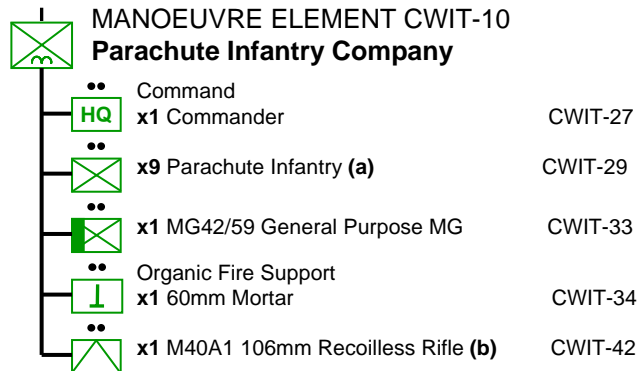 MANOEUVRE ELEMENT CWIT-10
Parachute Infantry Company
Command
HQ x1 Commander CWIT-27
x9 Parachute Infantry (a) CWIT-29
x1 MG42/59 General Purpose MG CWIT-33
Organic Fire Support
x1 60mm Mortar CWIT-34
x1 M40A1 106mm Recoilless Rifle (b) CWIT-42